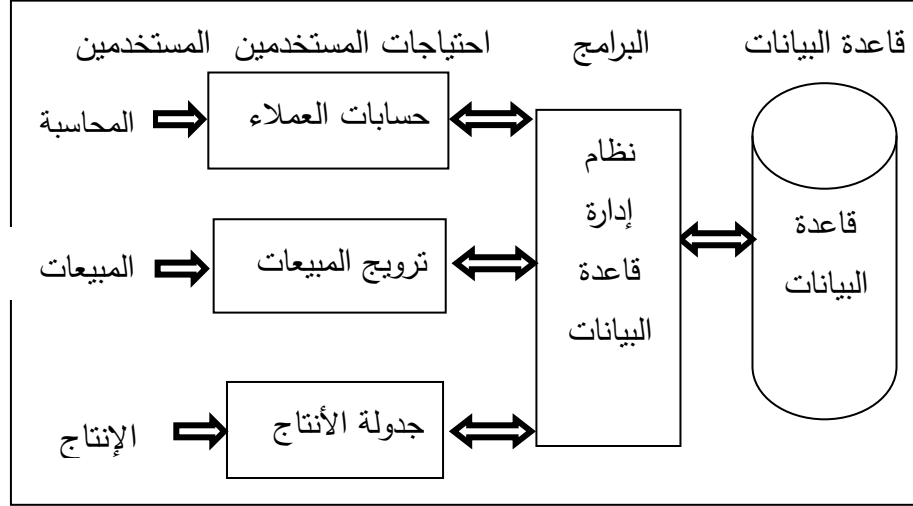 المستخدمين
احتياجات المستخدمين
البرامج
قاعدة البيانات
المحاسبة
حسابات العملاء
المبيعات
ترويج المبيعات
الإنتاج
جدولة الأنتاج
نظام
إدارة
قاعدة
البيانات
قاعدة
البيانات